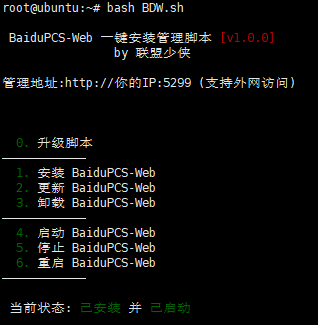 root@ubuntu:~# bash BDW.sh
BaiduPCS-Web 一键安装管理脚本 [v1.0.0]
by 联盟少侠
管理地址:http://你的IP:5299 (支持外网访问)
0. 升级脚本
————————————
1. 安装 BaiduPCS-Web
2. 更新 BaiduPCS-Web
3. 卸载 BaiduPCS-Web
————————————
4. 启动 BaiduPCS-Web
5. 停止 BaiduPCS-Web
6. 重启 BaiduPCS-Web
————————————
当前状态: 已安装 并 已启动